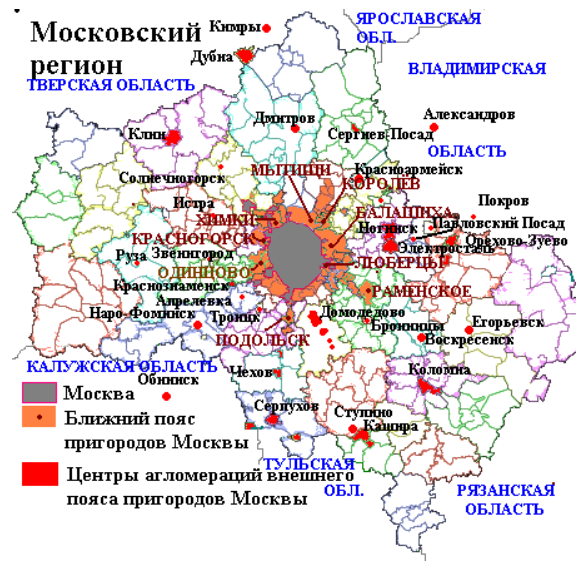 Московский
регион
Кимры
ЯРОСЛАВСКАЯ
ОБЛ.
Дубна
ВЛАДИМИРСКАЯ
ТВЕРСКАЯ ОБЛАСТЬ
Клин
Дмитров
Сергиев-Посад
Александров
ОБЛАСТЬ
Солнечногорск
МЫТИЩИ
Красноармейск
КОРОЛЕВ
Покров
Истра
ХИМКИ
БАЛАШИХА
Павловский Посад
Ногинск
КРАСНОГОРСК
Электросталь
Орехово-Зуево
Руза
Звенигород
ЛЮБЕРЦЫ
ОДИНЦОВО
Краснознаменск
РАМЕНСКОЕ
Апрелевка
Наро-Фоминск
Троицк
Домодедово
Бронницы
Егорьевск
ПОДОЛЬСК
Воскресенск
КАЛУЖСКАЯ ОБЛАСТЬ
Чехов
Коломна
Обнинск
Москва
Серпухов
Ступино
Кашира
Ближний пояс
пригородов Москвы
ТУЛЬСКАЯ
ОБЛ.
Центры агломераций внешнего
пояса пригородов Москвы
РЯЗАНСКАЯ
ОБЛАСТЬ